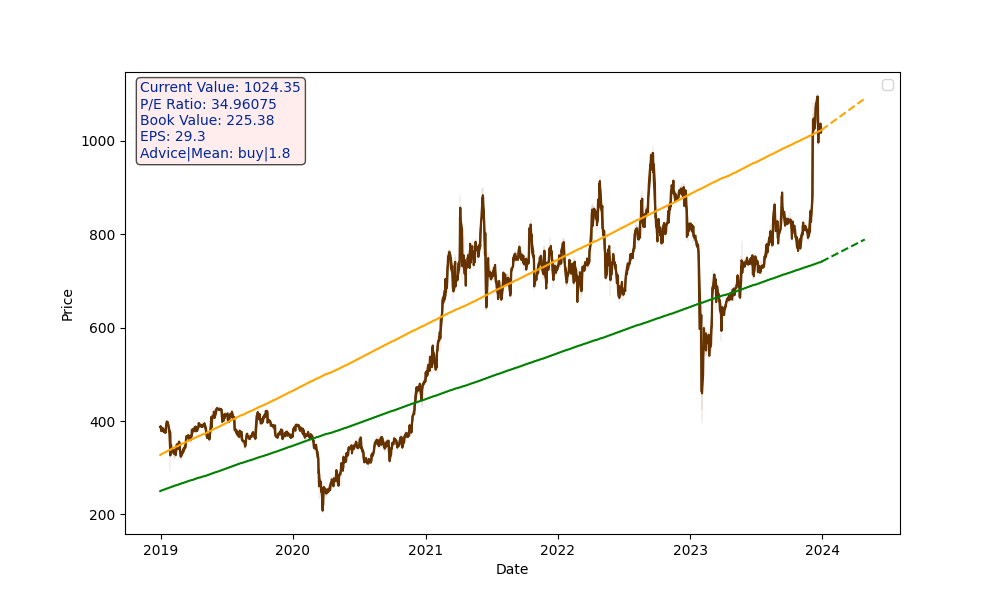 Current Value: 1024.35
P/E Ratio: 34.96075
Book Value: 225.38
EPS: 29.3
Advice|Mean: buy|1.8
Price
1000
800
600
400
200
2019 2020 2021 2022 2023 2024
Date